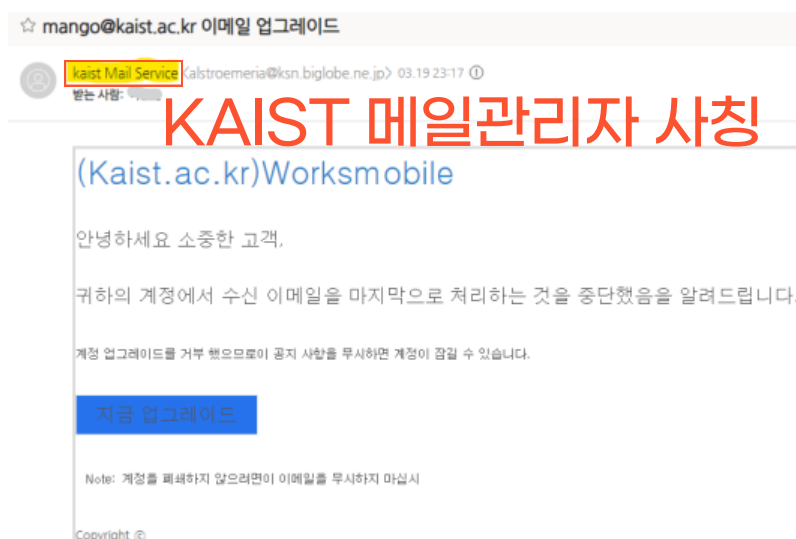 ☆ mango@kaist.ac.kr 이메일 업그레이드
kaist Mail Service <alstroemeria@ksn.biglobe.ne.jp> 03.19 23:17
받는 사람:
KAIST 메일관리자 사칭
(Kaist.ac.kr)Worksmobile
안녕하세요 소중한 고객,
귀하의 계정에서 수신 이메일을 마지막으로 처리하는 것을 중단했음을 알려드립니다.
계정 업그레이드를 거부 했으므로이 공지 사항을 무시하면 계정이 잠길 수 있습니다.
지금 업그레이드
Note: 계정을 폐쇄하지 않으려면이 이메일을 무시하지 마십시
Copyright ©